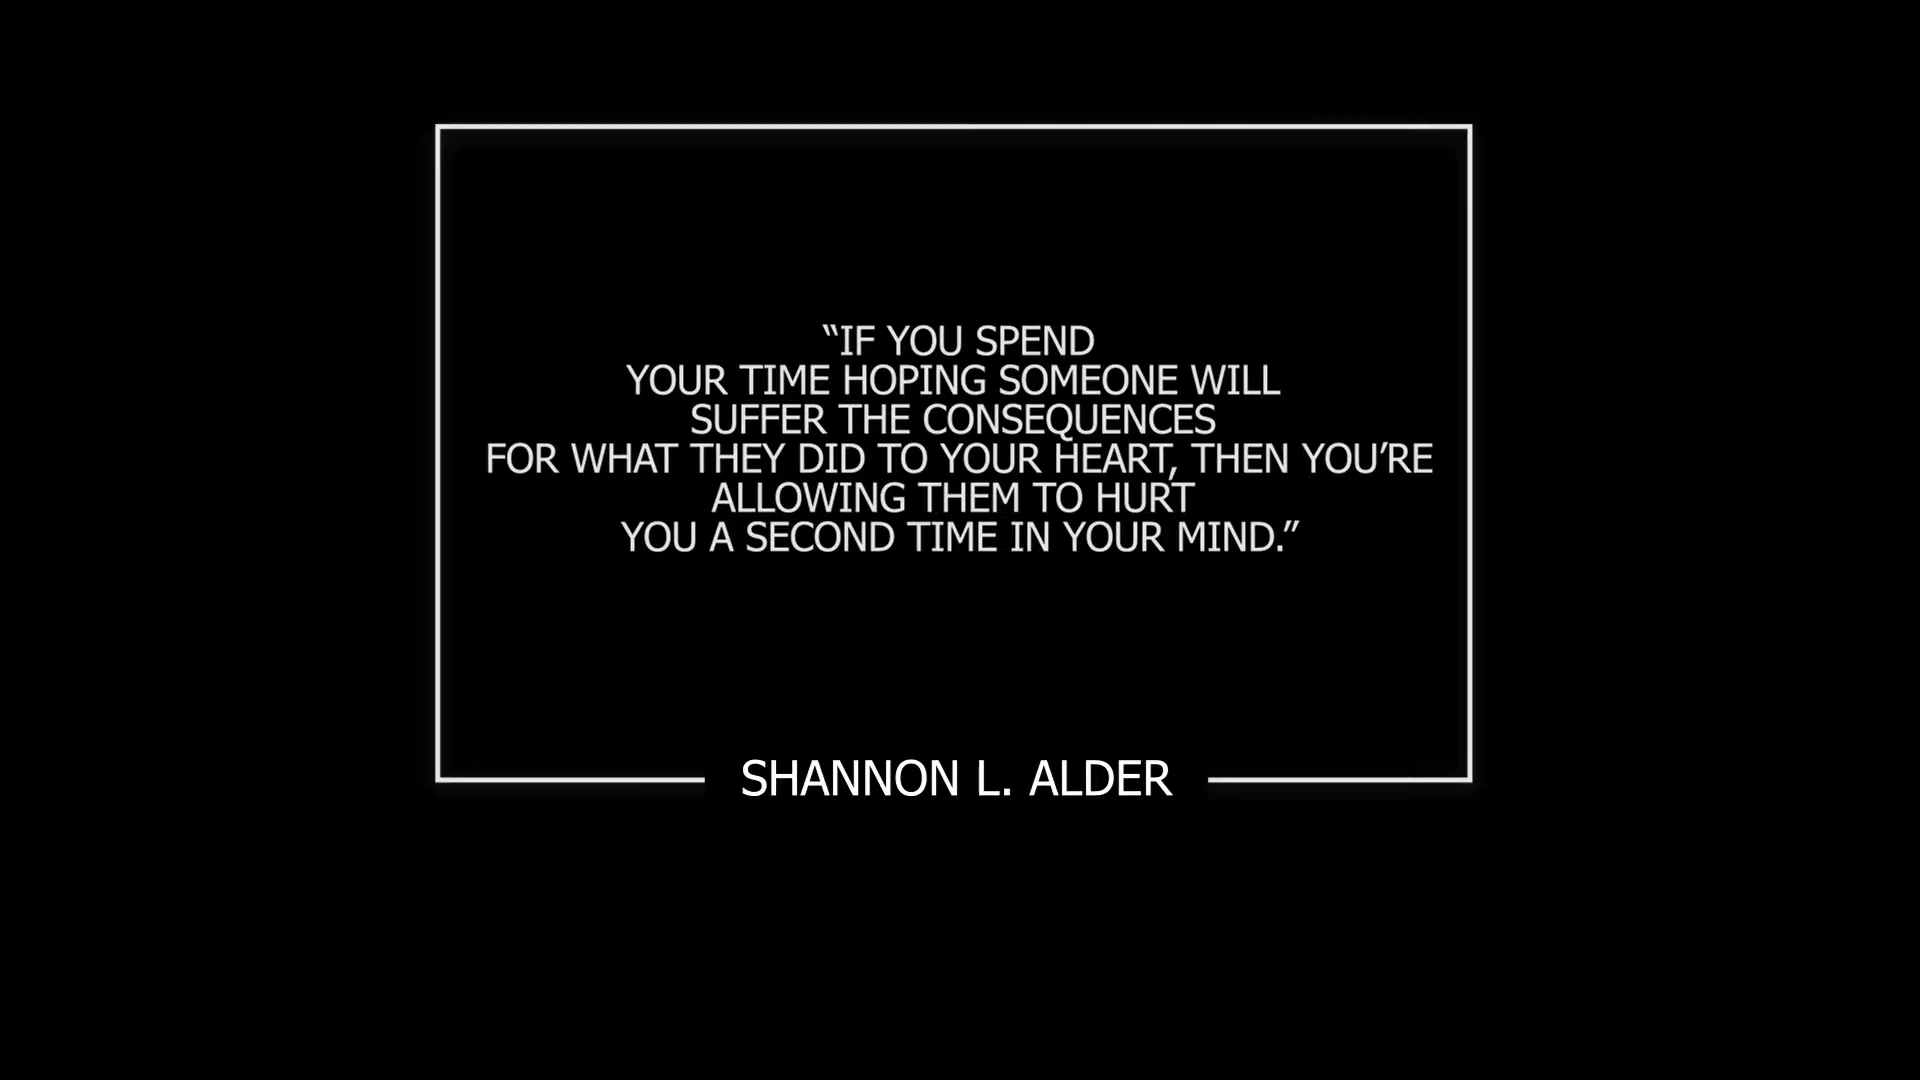 “IF YOU SPEND
YOUR TIME HOPING SOMEONE WILL
SUFFER THE CONSEQUENCES
FOR WHAT THEY DID TO YOUR HEART, THEN YOU’RE
ALLOWING THEM TO HURT
YOU A SECOND TIME IN YOUR MIND.”
SHANNON L. ALDER